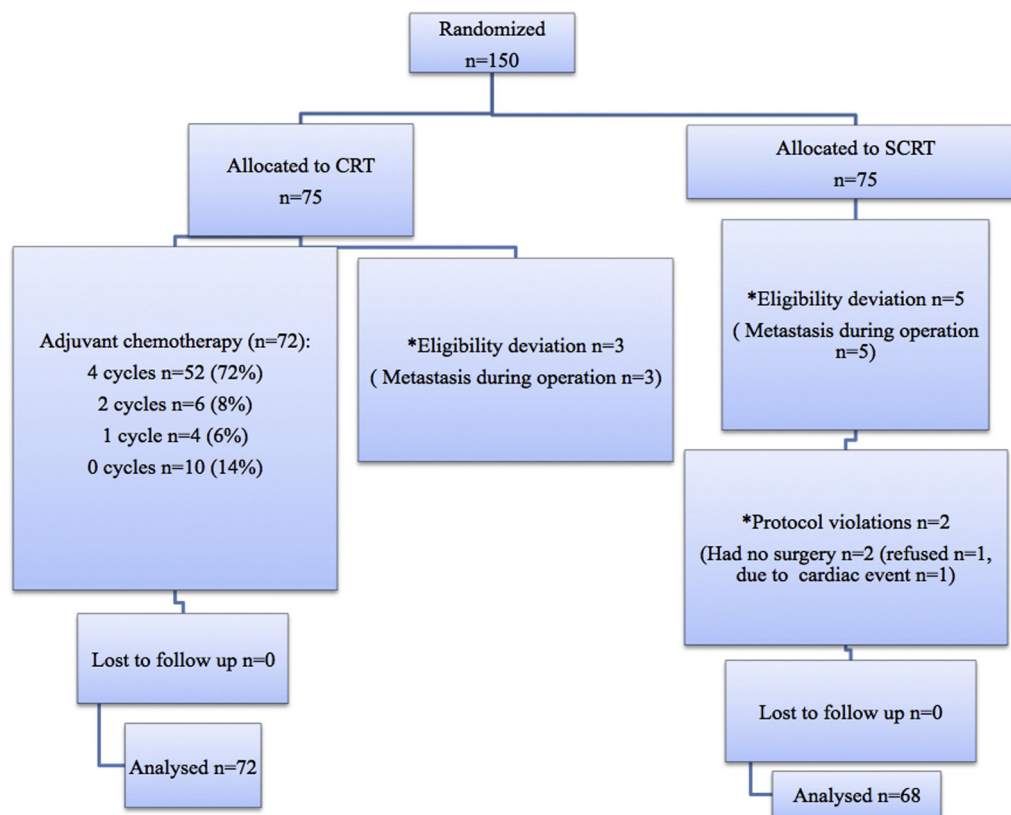 Randomized
n=150
Allocated to CRT
n=75
Allocated to SCRT
n=75
Adjuvant chemotherapy (n=72):
4 cycles n=52 (72%)
2 cycles n=6 (8%)
1 cycle n=4 (6%)
0 cycles n=10 (14%)
*Eligibility deviation n=3
( Metastasis during operation n=3)
*Eligibility deviation n=5
( Metastasis during operation
n=5)
*Protocol violations n=2
(Had no surgery n=2 (refused n=1,
due to cardiac event n=1)
Lost to follow up n=0
Analysed n=72
Lost to follow up n=0
Analysed n=68